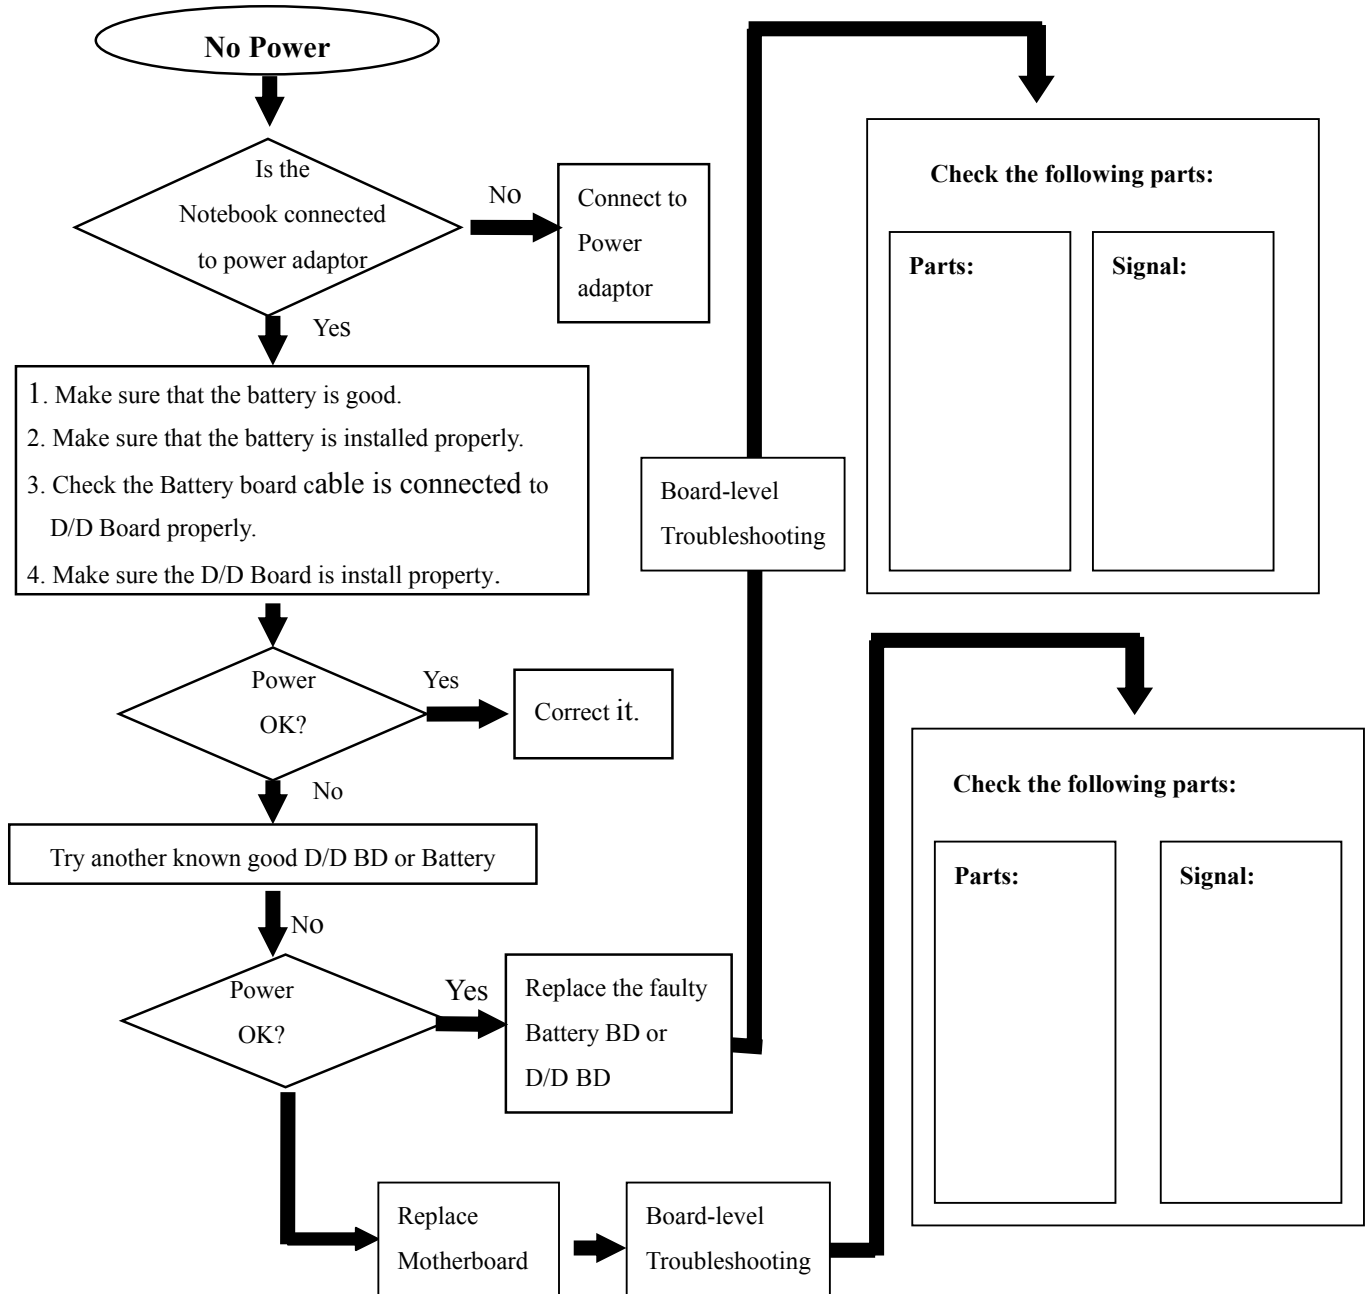 No Power
Is the
Notebook connected
to power adaptor
No
Connect to
Power
adaptor
Yes
1. Make sure that the battery is good.
2. Make sure that the battery is installed properly.
3. Check the Battery board cable is connected to
D/D Board properly.
4. Make sure the D/D Board is install property.
Power
OK?
Yes
Correct it.
No
Try another known good D/D BD or Battery
No
Power
OK?
Yes
Replace the faulty
Battery BD or
D/D BD
Board-level
Troubleshooting
Check the following parts:
Parts:
Signal:
Replace
Motherboard
Board-level
Troubleshooting
Check the following parts:
Parts:
Signal: